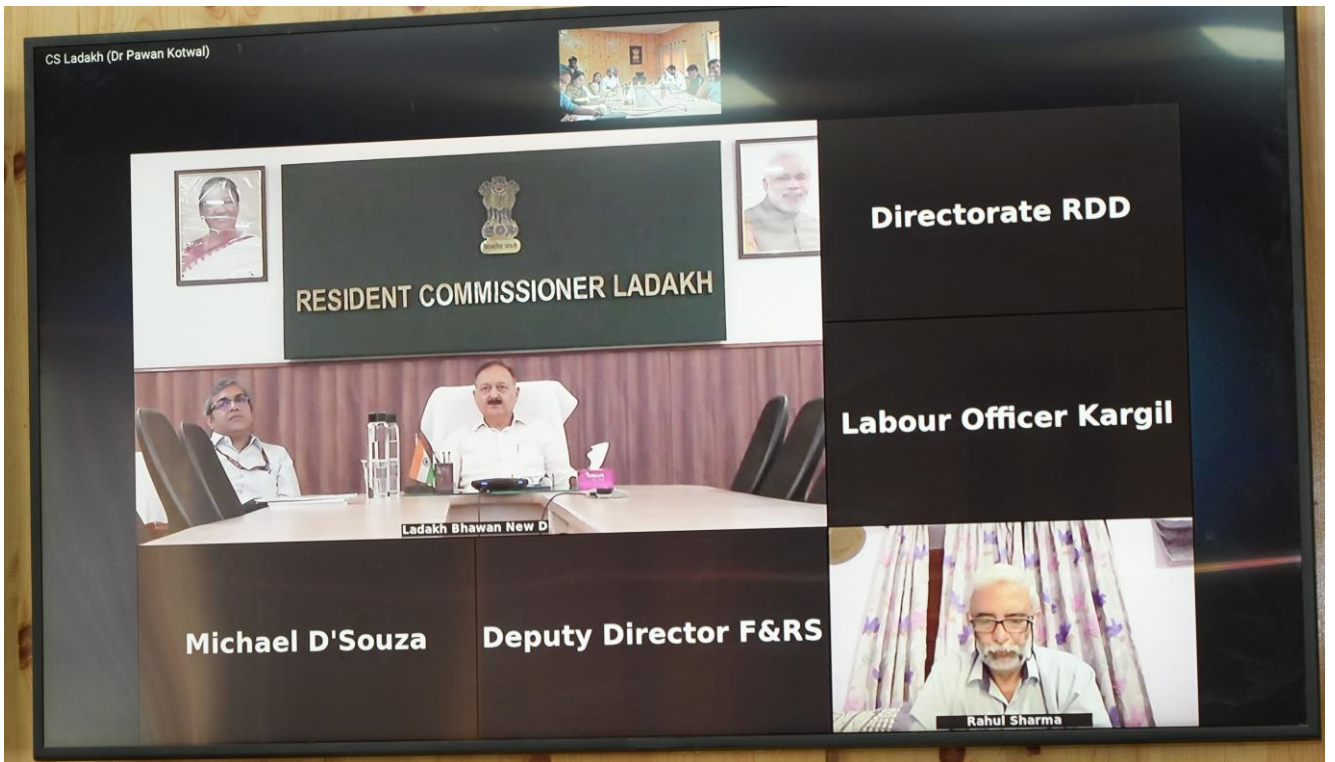 CS Ladakh (Dr Pawan Kotwal)
RESIDENT COMMISSIONER LADAKH
Ladakh Bhawan New D
Directorate RDD
Labour Officer Kargil
Michael D'Souza
Deputy Director F&RS
Rahul Sharma